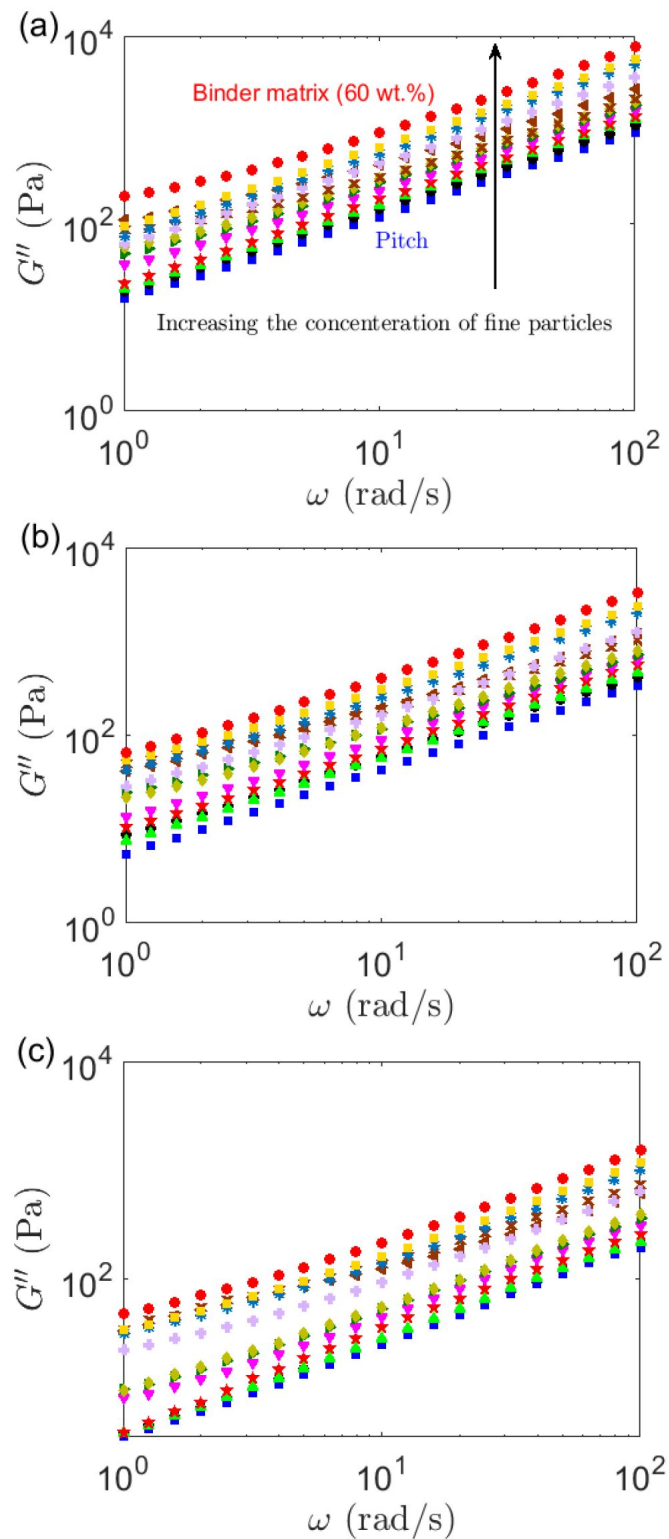 (a)
10^4
Binder matrix (60 wt.%)
10^2
G'' (Pa)
Pitch
Increasing the concenteration of fine particles
10^0
10^0 10^1 10^2
ω (rad/s)
(b)
10^4
10^2
G'' (Pa)
10^0
10^0 10^1 10^2
ω (rad/s)
(c)
10^4
G'' (Pa)
10^2
10^0 10^1 10^2
ω (rad/s)